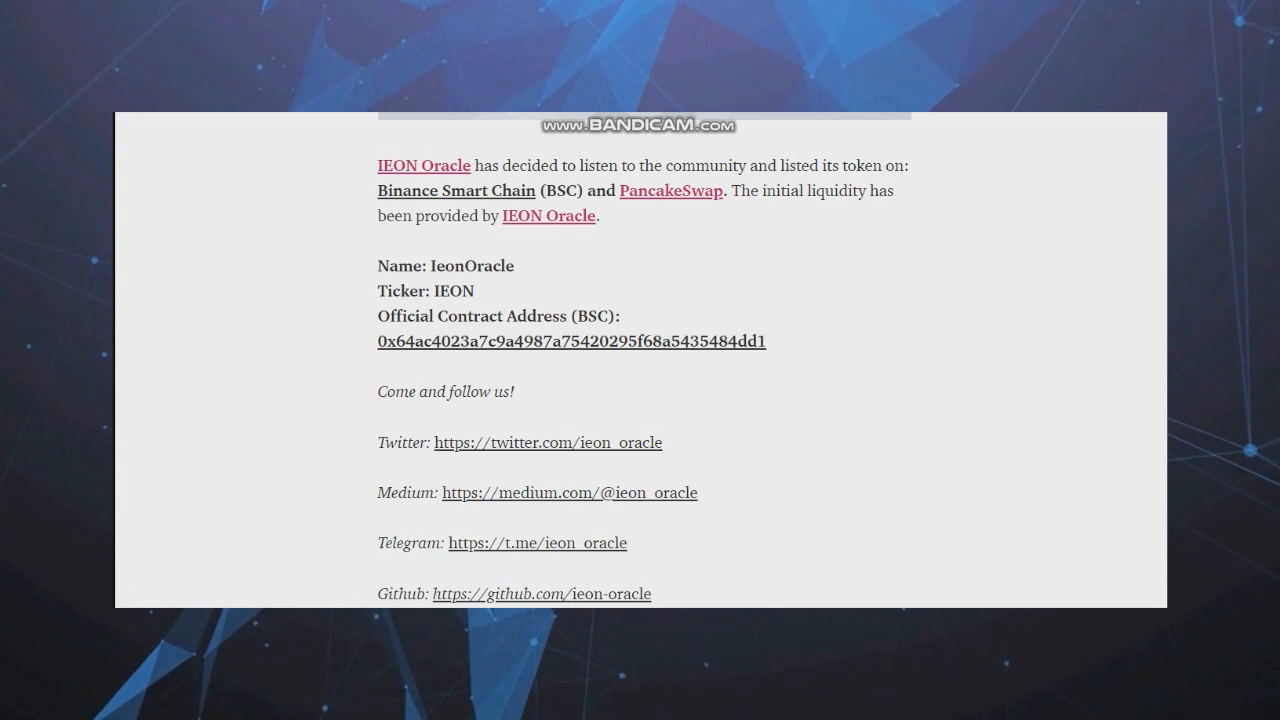 www.BANDICAM.com
IEON Oracle has decided to listen to the community and listed its token on:
Binance Smart Chain (BSC) and PancakeSwap. The initial liquidity has
been provided by IEON Oracle.
Name: IeonOracle
Ticker: IEON
Official Contract Address (BSC):
0x64ac4023a7c9a4987a75420295f68a5435484dd1
Come and follow us!
Twitter: https://twitter.com/ieon_oracle
Medium: https://medium.com/@ieon_oracle
Telegram: https://t.me/ieon_oracle
Github: https://github.com/ieon-oracle